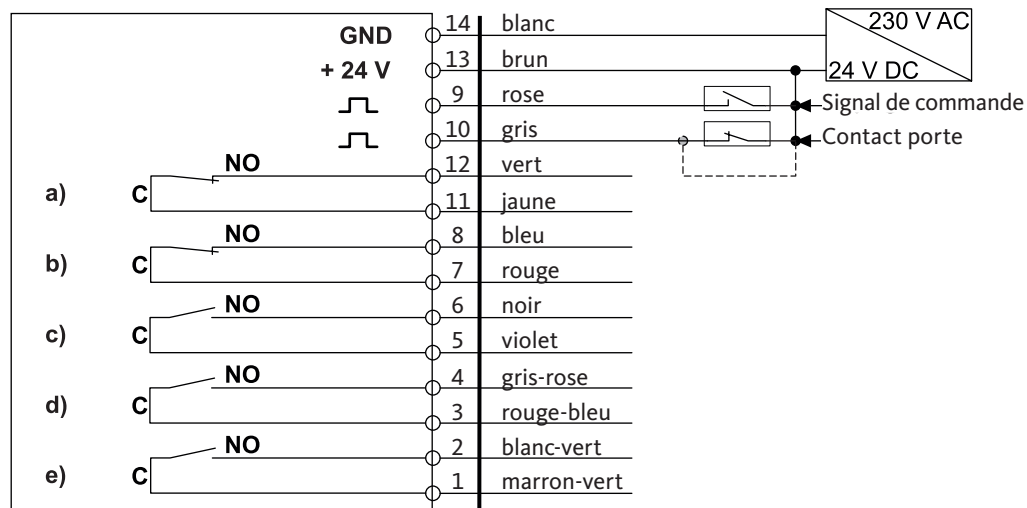 GND 14 blanc 230 V AC
+ 24 V 13 brun 24 V DC
9 rose Signal de commande
10 gris Contact porte
NO 12 vert
a) C 11 jaune
NO 8 bleu
b) C 7 rouge
NO 6 noir
c) C 5 violet
NO 4 gris-rose
d) C 3 rouge-bleu
NO 2 blanc-vert
e) C 1 marron-vert